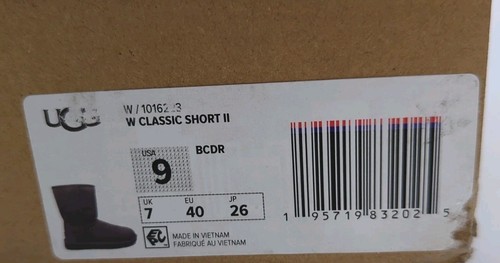 UGG
W / 1016223
W CLASSIC SHORT II
USA
9
BCDR
UK EU JP
7 40 26
MADE IN VIETNAM
FABRIQUÉ AU VIETNAM
1 95719 83202 5